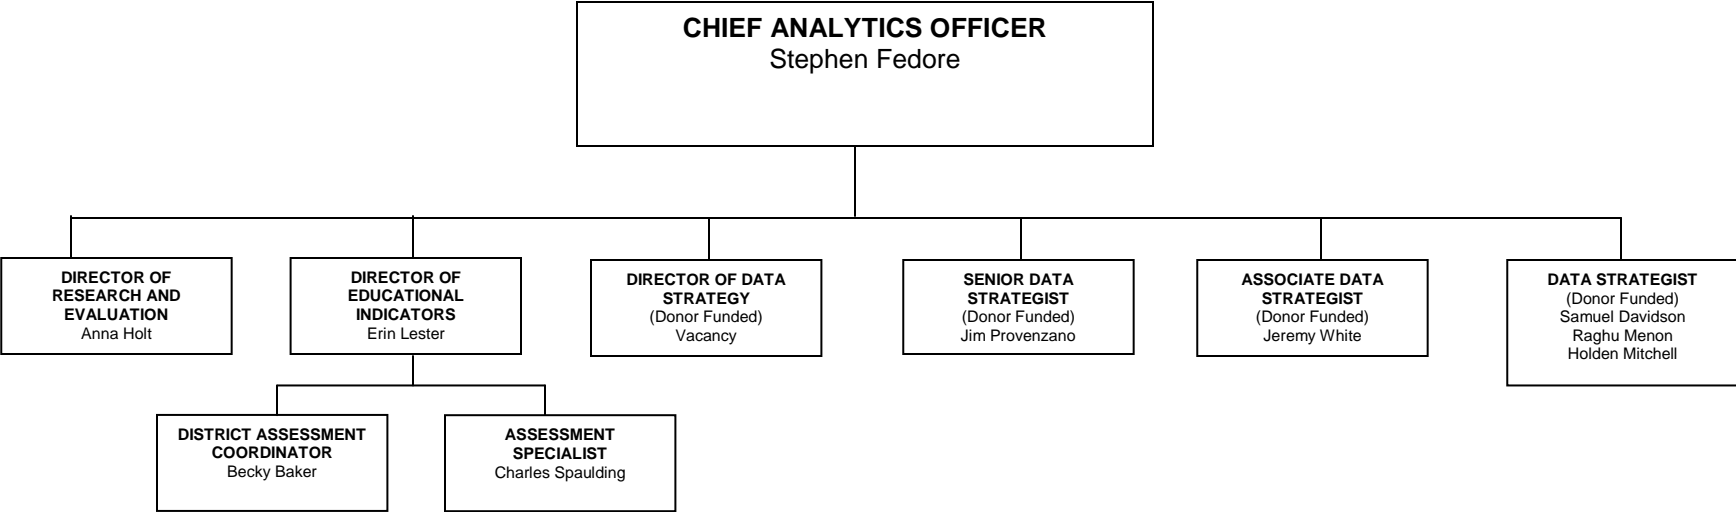 CHIEF ANALYTICS OFFICER
Stephen Fedore
DIRECTOR OF
RESEARCH AND
EVALUATION
Anna Holt
DIRECTOR OF
EDUCATIONAL
INDICATORS
Erin Lester
DIRECTOR OF DATA
STRATEGY
(Donor Funded)
Vacancy
SENIOR DATA
STRATEGIST
(Donor Funded)
Jim Provenzano
ASSOCIATE DATA
STRATEGIST
(Donor Funded)
Jeremy White
DATA STRATEGIST
(Donor Funded)
Samuel Davidson
Raghu Menon
Holden Mitchell
DISTRICT ASSESSMENT
COORDINATOR
Becky Baker
ASSESSMENT
SPECIALIST
Charles Spaulding